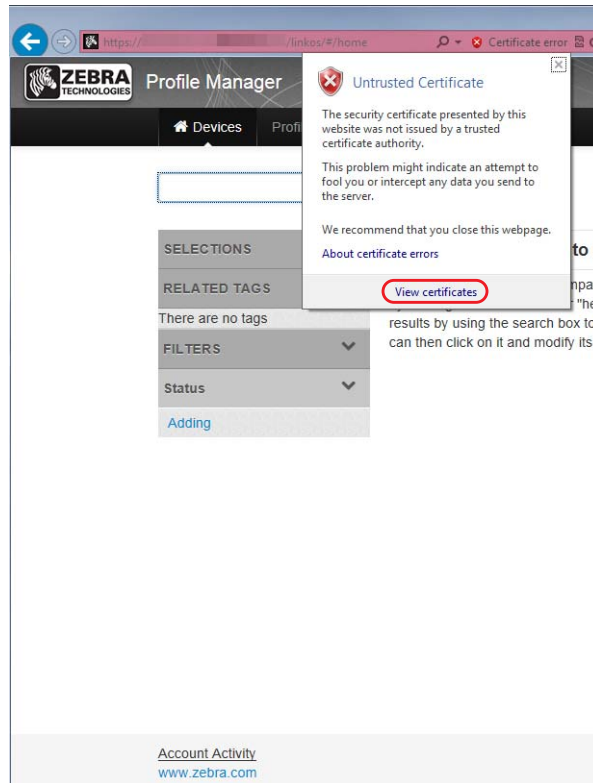 https:// /linkos/#/home Certificate error
ZEBRA
TECHNOLOGIES
Profile Manager
Devices
Untrusted Certificate
The security certificate presented by this
website was not issued by a trusted
certificate authority.
This problem might indicate an attempt to
fool you or intercept any data you send to
the server.
We recommend that you close this webpage.
About certificate errors
View certificates
SELECTIONS
RELATED TAGS
There are no tags
FILTERS
Status
Adding
to
results by using the search box to
can then click on it and modify its
Account Activity
www.zebra.com